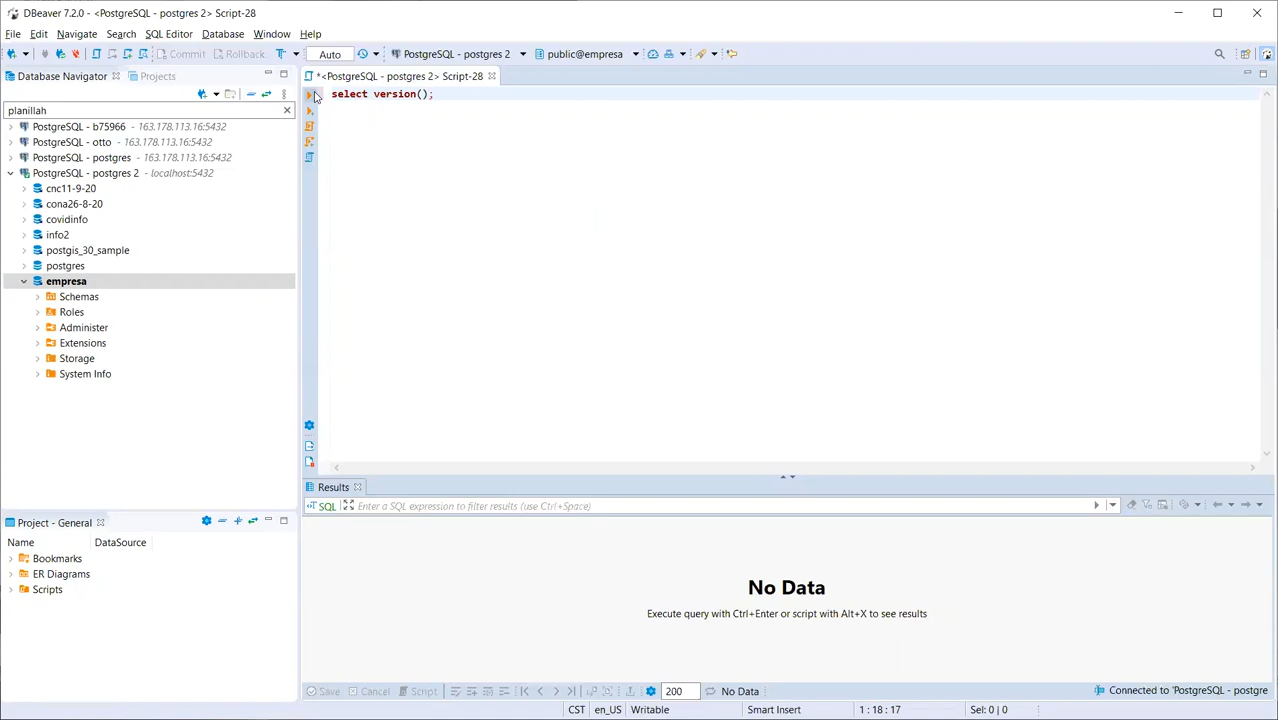 DBeaver 7.2.0 - <PostgreSQL - postgres 2> Script-28
File Edit Navigate Search SQL Editor Database Window Help
Commit Rollback Auto PostgreSQL - postgres 2 public@empresa
Database Navigator Projects
*<PostgreSQL - postgres 2> Script-28
planillah
PostgreSQL - b75966 - 163.178.113.16:5432
PostgreSQL - otto - 163.178.113.16:5432
PostgreSQL - postgres - 163.178.113.16:5432
PostgreSQL - postgres 2 - localhost:5432
cnc11-9-20
cona26-8-20
covidinfo
info2
postgis_30_sample
postgres
empresa
Schemas
Roles
Administer
Extensions
Storage
System Info
select version();
Project - General
Name DataSource
Bookmarks
ER Diagrams
Scripts
Results
SQL Enter a SQL expression to filter results (use Ctrl+Space)
No Data
Execute query with Ctrl+Enter or script with Alt+X to see results
Save Cancel Script 200 No Data Connected to 'PostgreSQL - postgre
CST en_US Writable Smart Insert 1 : 18 : 17 Sel: 0 | 0